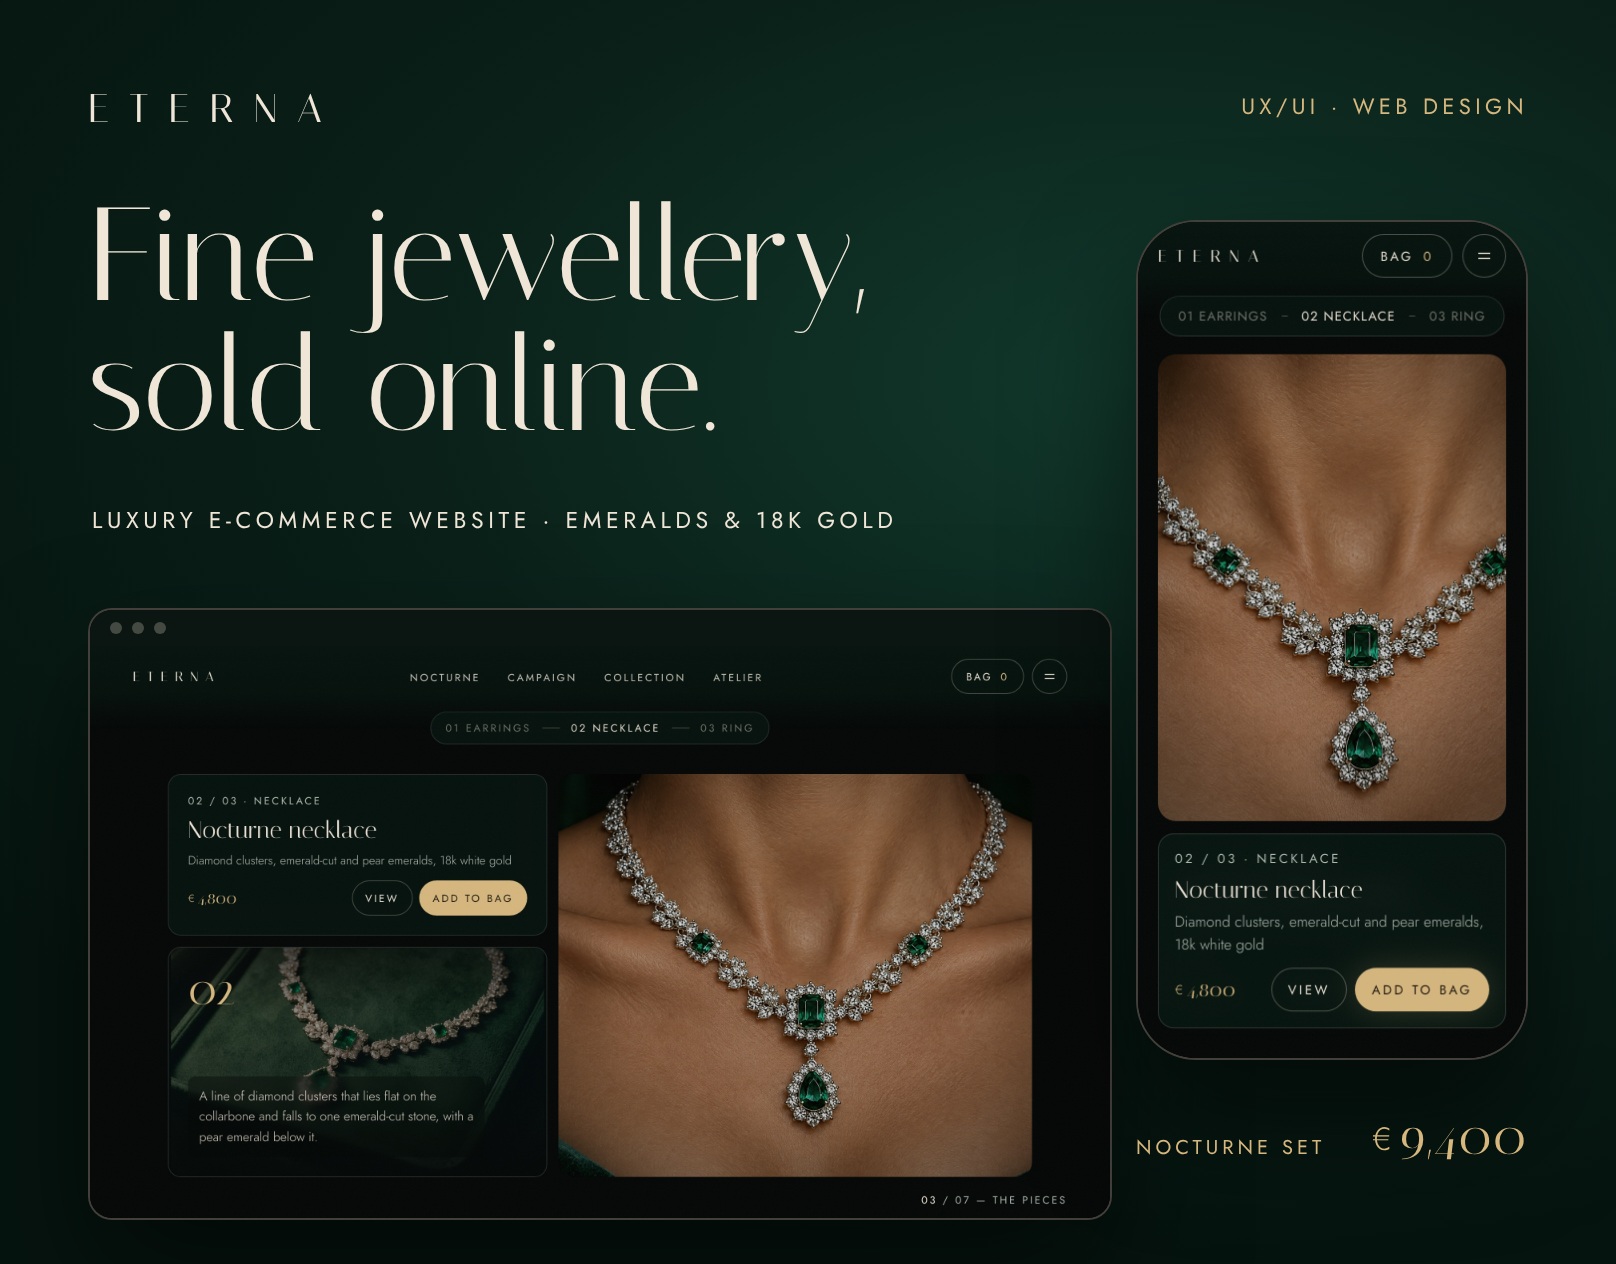 ETERNA
UX/UI · WEB DESIGN
Fine jewellery,
sold online.
LUXURY E-COMMERCE WEBSITE · EMERALDS & 18K GOLD
ETERNA
NOCTURNE CAMPAIGN COLLECTION ATELIER
BAG 0
01 EARRINGS — 02 NECKLACE — 03 RING
02 / 03 · NECKLACE
Nocturne necklace
Diamond clusters, emerald-cut and pear emeralds, 18k white gold
€4,800
VIEW
ADD TO BAG
02
A line of diamond clusters that lies flat on the
collarbone and falls to one emerald-cut stone, with a
pear emerald below it.
03 / 07 — THE PIECES
ETERNA
BAG 0
01 EARRINGS – 02 NECKLACE – 03 RING
02 / 03 · NECKLACE
Nocturne necklace
Diamond clusters, emerald-cut and pear emeralds,
18k white gold
€4,800
VIEW
ADD TO BAG
NOCTURNE SET €9,400